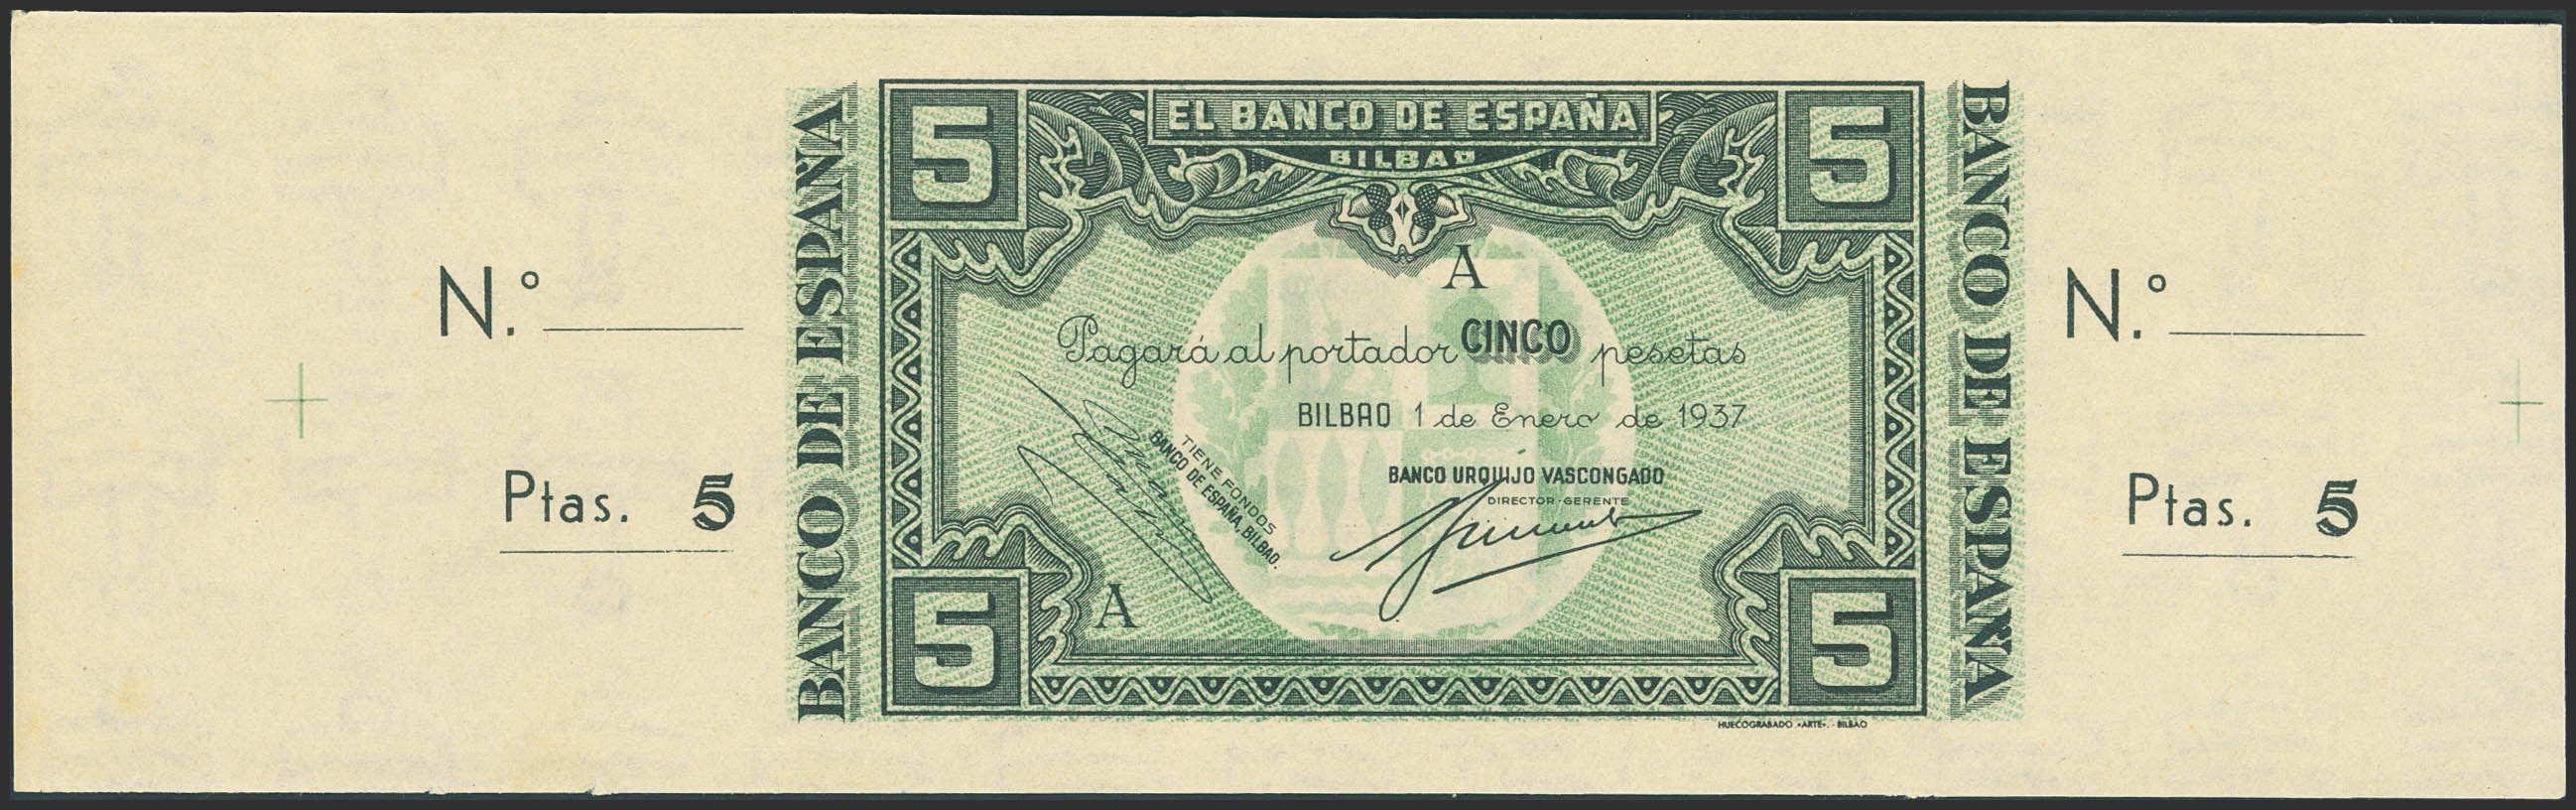 N.º
Ptas. 5
BANCO DE ESPAÑA
5
EL BANCO DE ESPAÑA
5
BILBAO
A
Pagará al portador CINCO pesetas
BILBAO 1 de Enero de 1937
TIENE FONDOS
BANCO DE ESPAÑA, BILBAO.
BANCO URQUIJO VASCONGADO
DIRECTOR-GERENTE
A
5
5
HUECOGRABADO «ARTE». - BILBAO
BANCO DE ESPAÑA
N.º
Ptas. 5